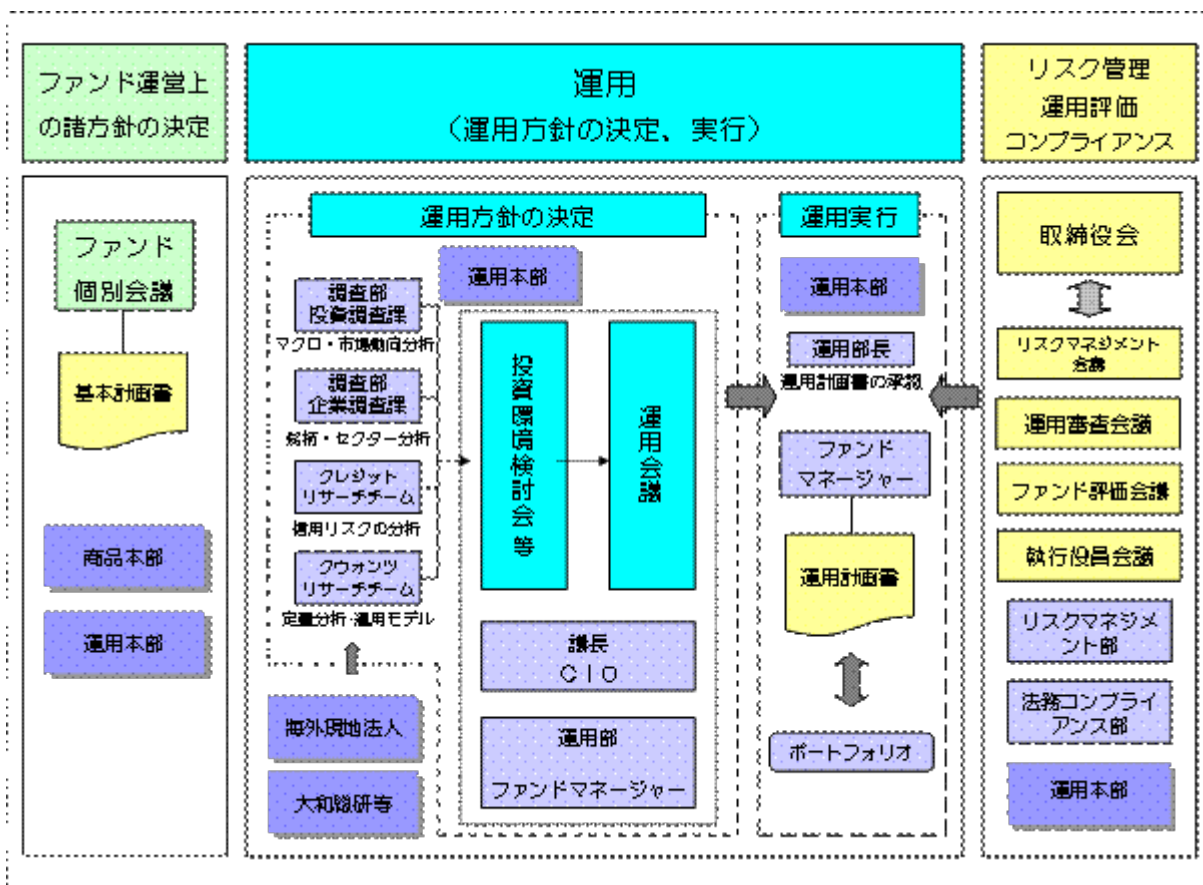 ファンド運営上
の諸方針の決定
運用
（運用方針の決定、実行）
リスク管理
運用評価
コンプライアンス
ファンド
個別会議
基本計画書
商品本部
運用本部
運用方針の決定
運用本部
調査部
投資調査課
マクロ・市場動向分析
調査部
企業調査課
銘柄・セクター分析
クレジット
リサーチチーム
信用リスクの分析
クウォンツ
リサーチチーム
定量分析・運用モデル
海外現地法人
大和総研等
投資環境検討会等
運用会議
議長
ＣＩＯ
運用部
ファンドマネージャー
運用実行
運用本部
運用部長
運用計画書の承認
ファンド
マネージャー
運用計画書
ポートフォリオ
取締役会
リスクマネジメント
会議
運用審査会議
ファンド評価会議
執行役員会議
リスクマネジメ
ント部
法務コンプライ
アンス部
運用本部